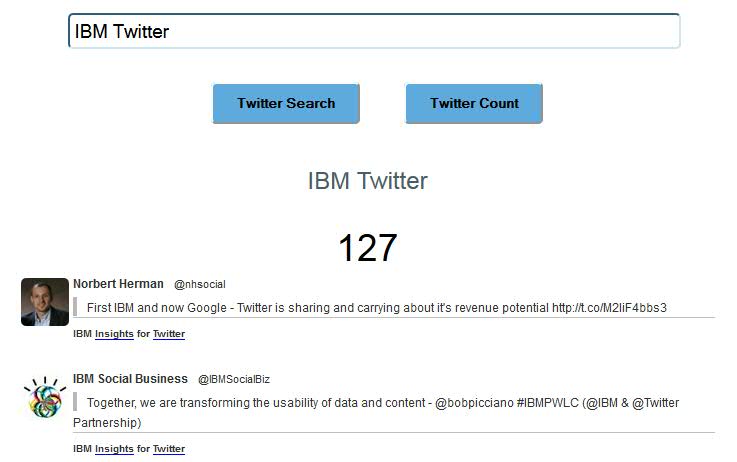 IBM Twitter
Twitter Search Twitter Count
IBM Twitter
127
Norbert Herman @nhsocial
First IBM and now Google - Twitter is sharing and carrying about it's revenue potential http://t.co/M2IiF4bbs3
IBM Insights for Twitter
IBM Social Business @IBMSocialBiz
Together, we are transforming the usability of data and content - @bobpicciano #IBMPWLC (@IBM & @Twitter
Partnership)
IBM Insights for Twitter